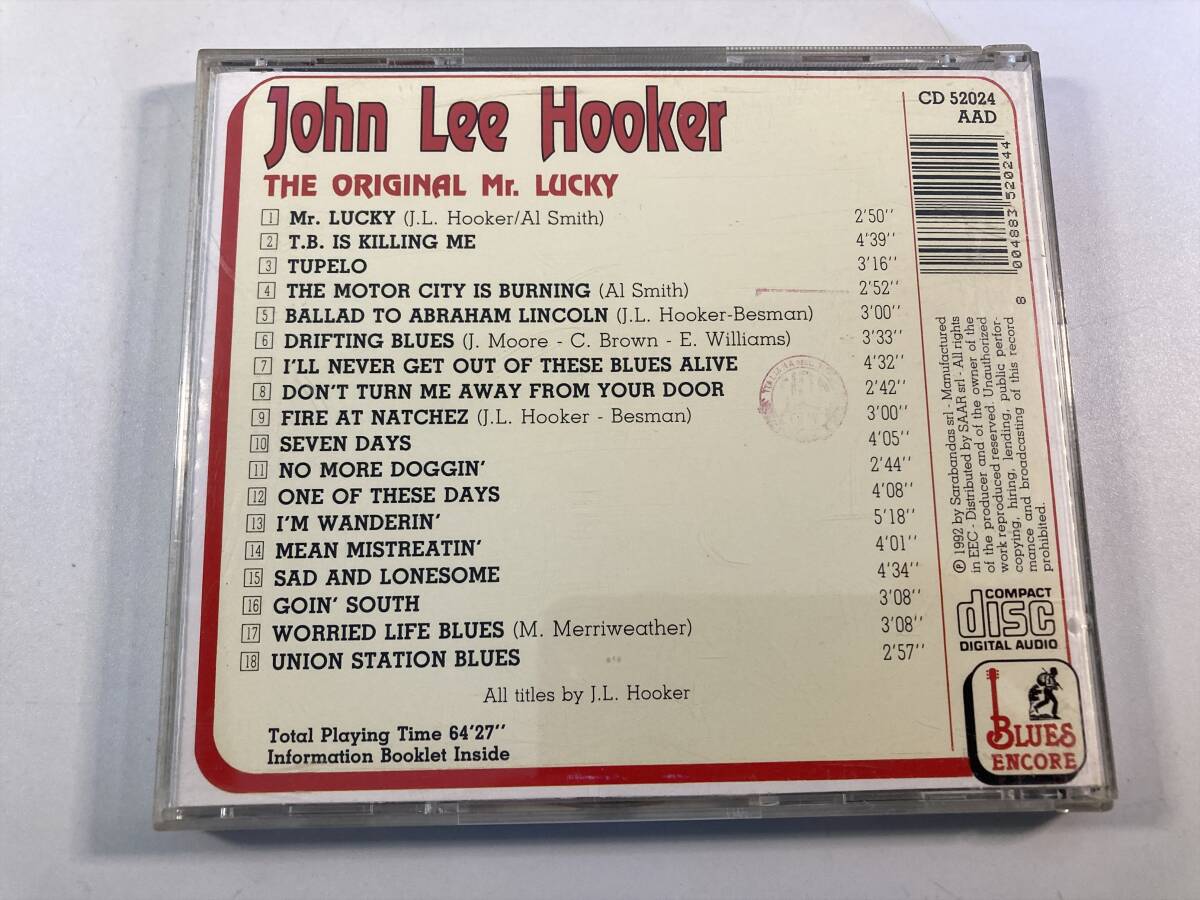 John Lee Hooker
THE ORIGINAL Mr. LUCKY
1 Mr. LUCKY (J.L. Hooker/Al Smith) 2'50''
2 T.B. IS KILLING ME 4'39''
3 TUPELO 3'16''
4 THE MOTOR CITY IS BURNING (Al Smith) 2'52''
5 BALLAD TO ABRAHAM LINCOLN (J.L. Hooker-Besman) 3'00''
6 DRIFTING BLUES (J. Moore - C. Brown - E. Williams) 3'33''
7 I'LL NEVER GET OUT OF THESE BLUES ALIVE 4'32''
8 DON'T TURN ME AWAY FROM YOUR DOOR 2'42''
9 FIRE AT NATCHEZ (J.L. Hooker - Besman) 3'00''
10 SEVEN DAYS 4'05''
11 NO MORE DOGGIN' 2'44''
12 ONE OF THESE DAYS 4'08''
13 I'M WANDERIN' 5'18''
14 MEAN MISTREATIN' 4'01''
15 SAD AND LONESOME 4'34''
16 GOIN' SOUTH 3'08''
17 WORRIED LIFE BLUES (M. Merriweather) 3'08''
18 UNION STATION BLUES 2'57''
All titles by J.L. Hooker
Total Playing Time 64'27''
Information Booklet Inside
CD 52024
AAD
004883 520244
8
℗ 1992 by Sarabandas srl - Manufactured
in EEC - Distributed by SAAR srl - All rights
of the producer and of the owner of the
work reproduced reserved. Unauthorized
copying, hiring, lending, public perfor-
mance and broadcasting of this record
prohibited.
COMPACT
disc
DIGITAL AUDIO
BLUES
ENCORE